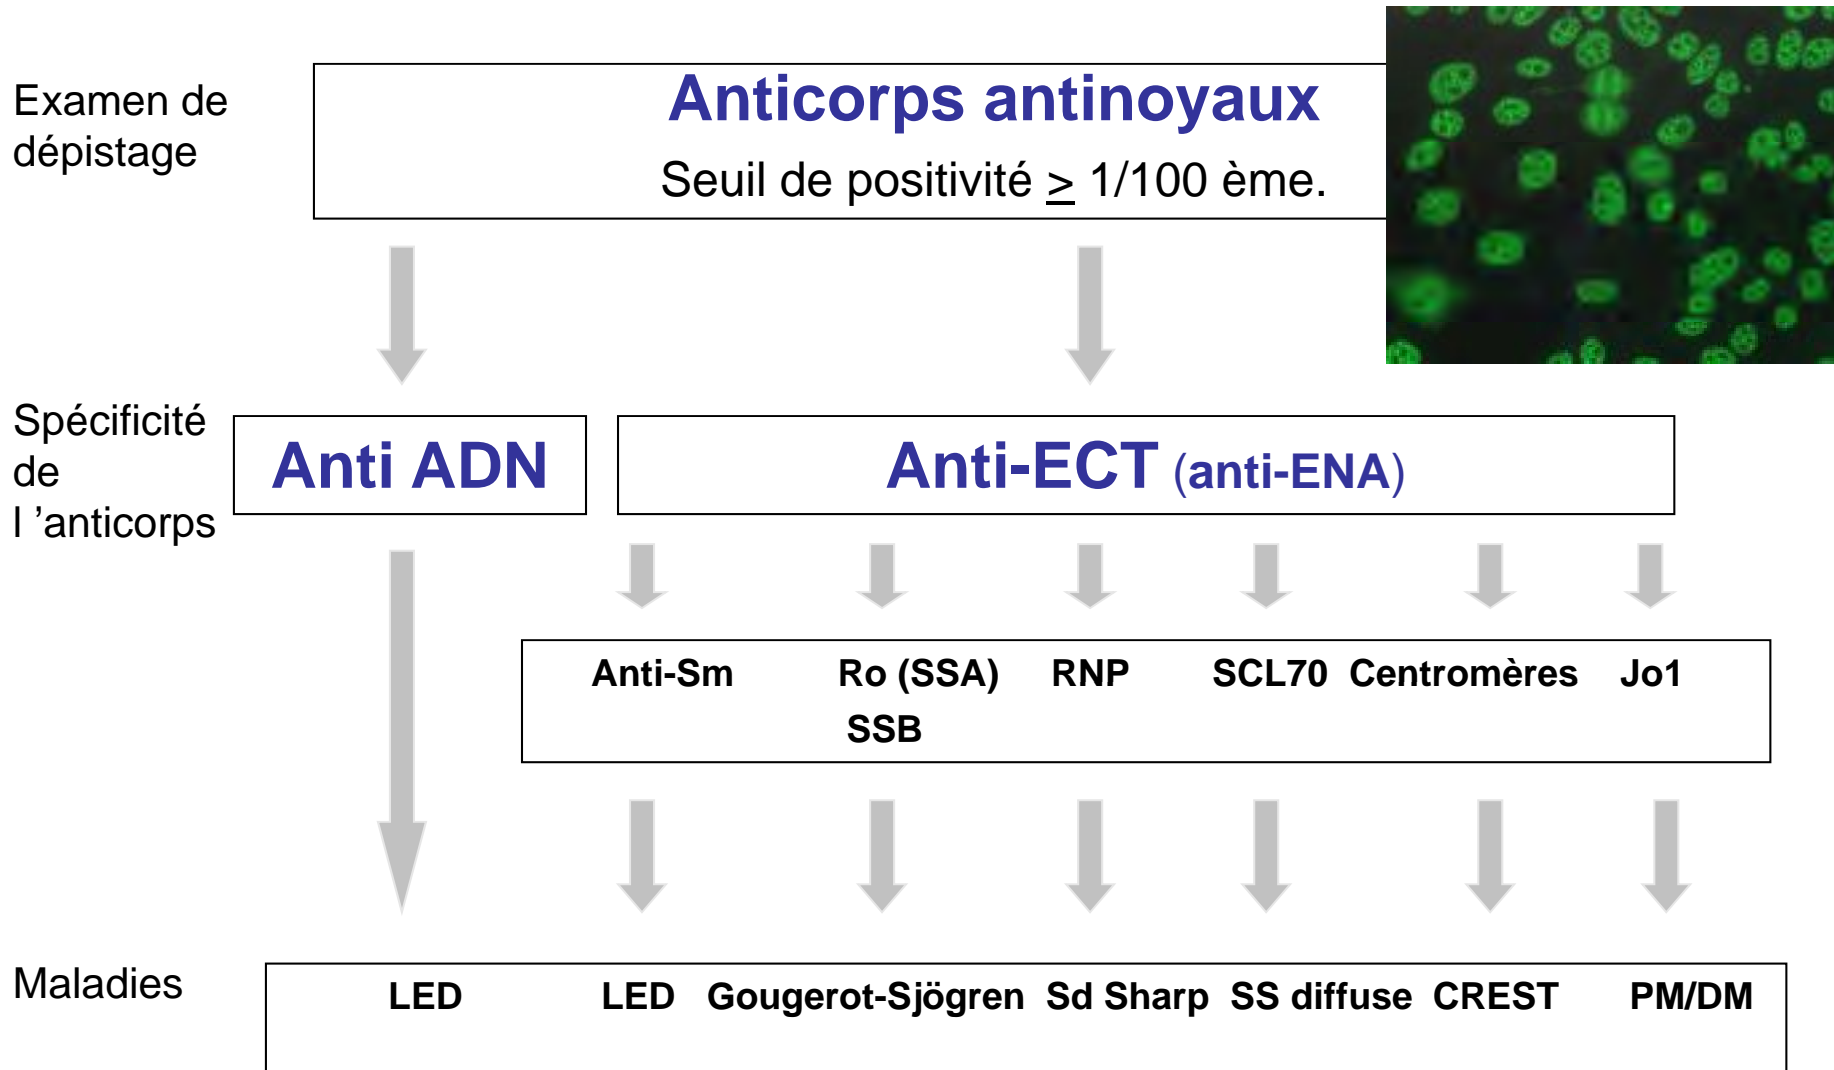 Examen de
dépistage
Anticorps antinoyaux
Seuil de positivité ≥ 1/100 ème.
Spécificité
de
l ’anticorps
Anti ADN
Anti-ECT (anti-ENA)
Anti-Sm Ro (SSA) RNP SCL70 Centromères Jo1
SSB
Maladies
LED LED Gougerot-Sjögren Sd Sharp SS diffuse CREST PM/DM